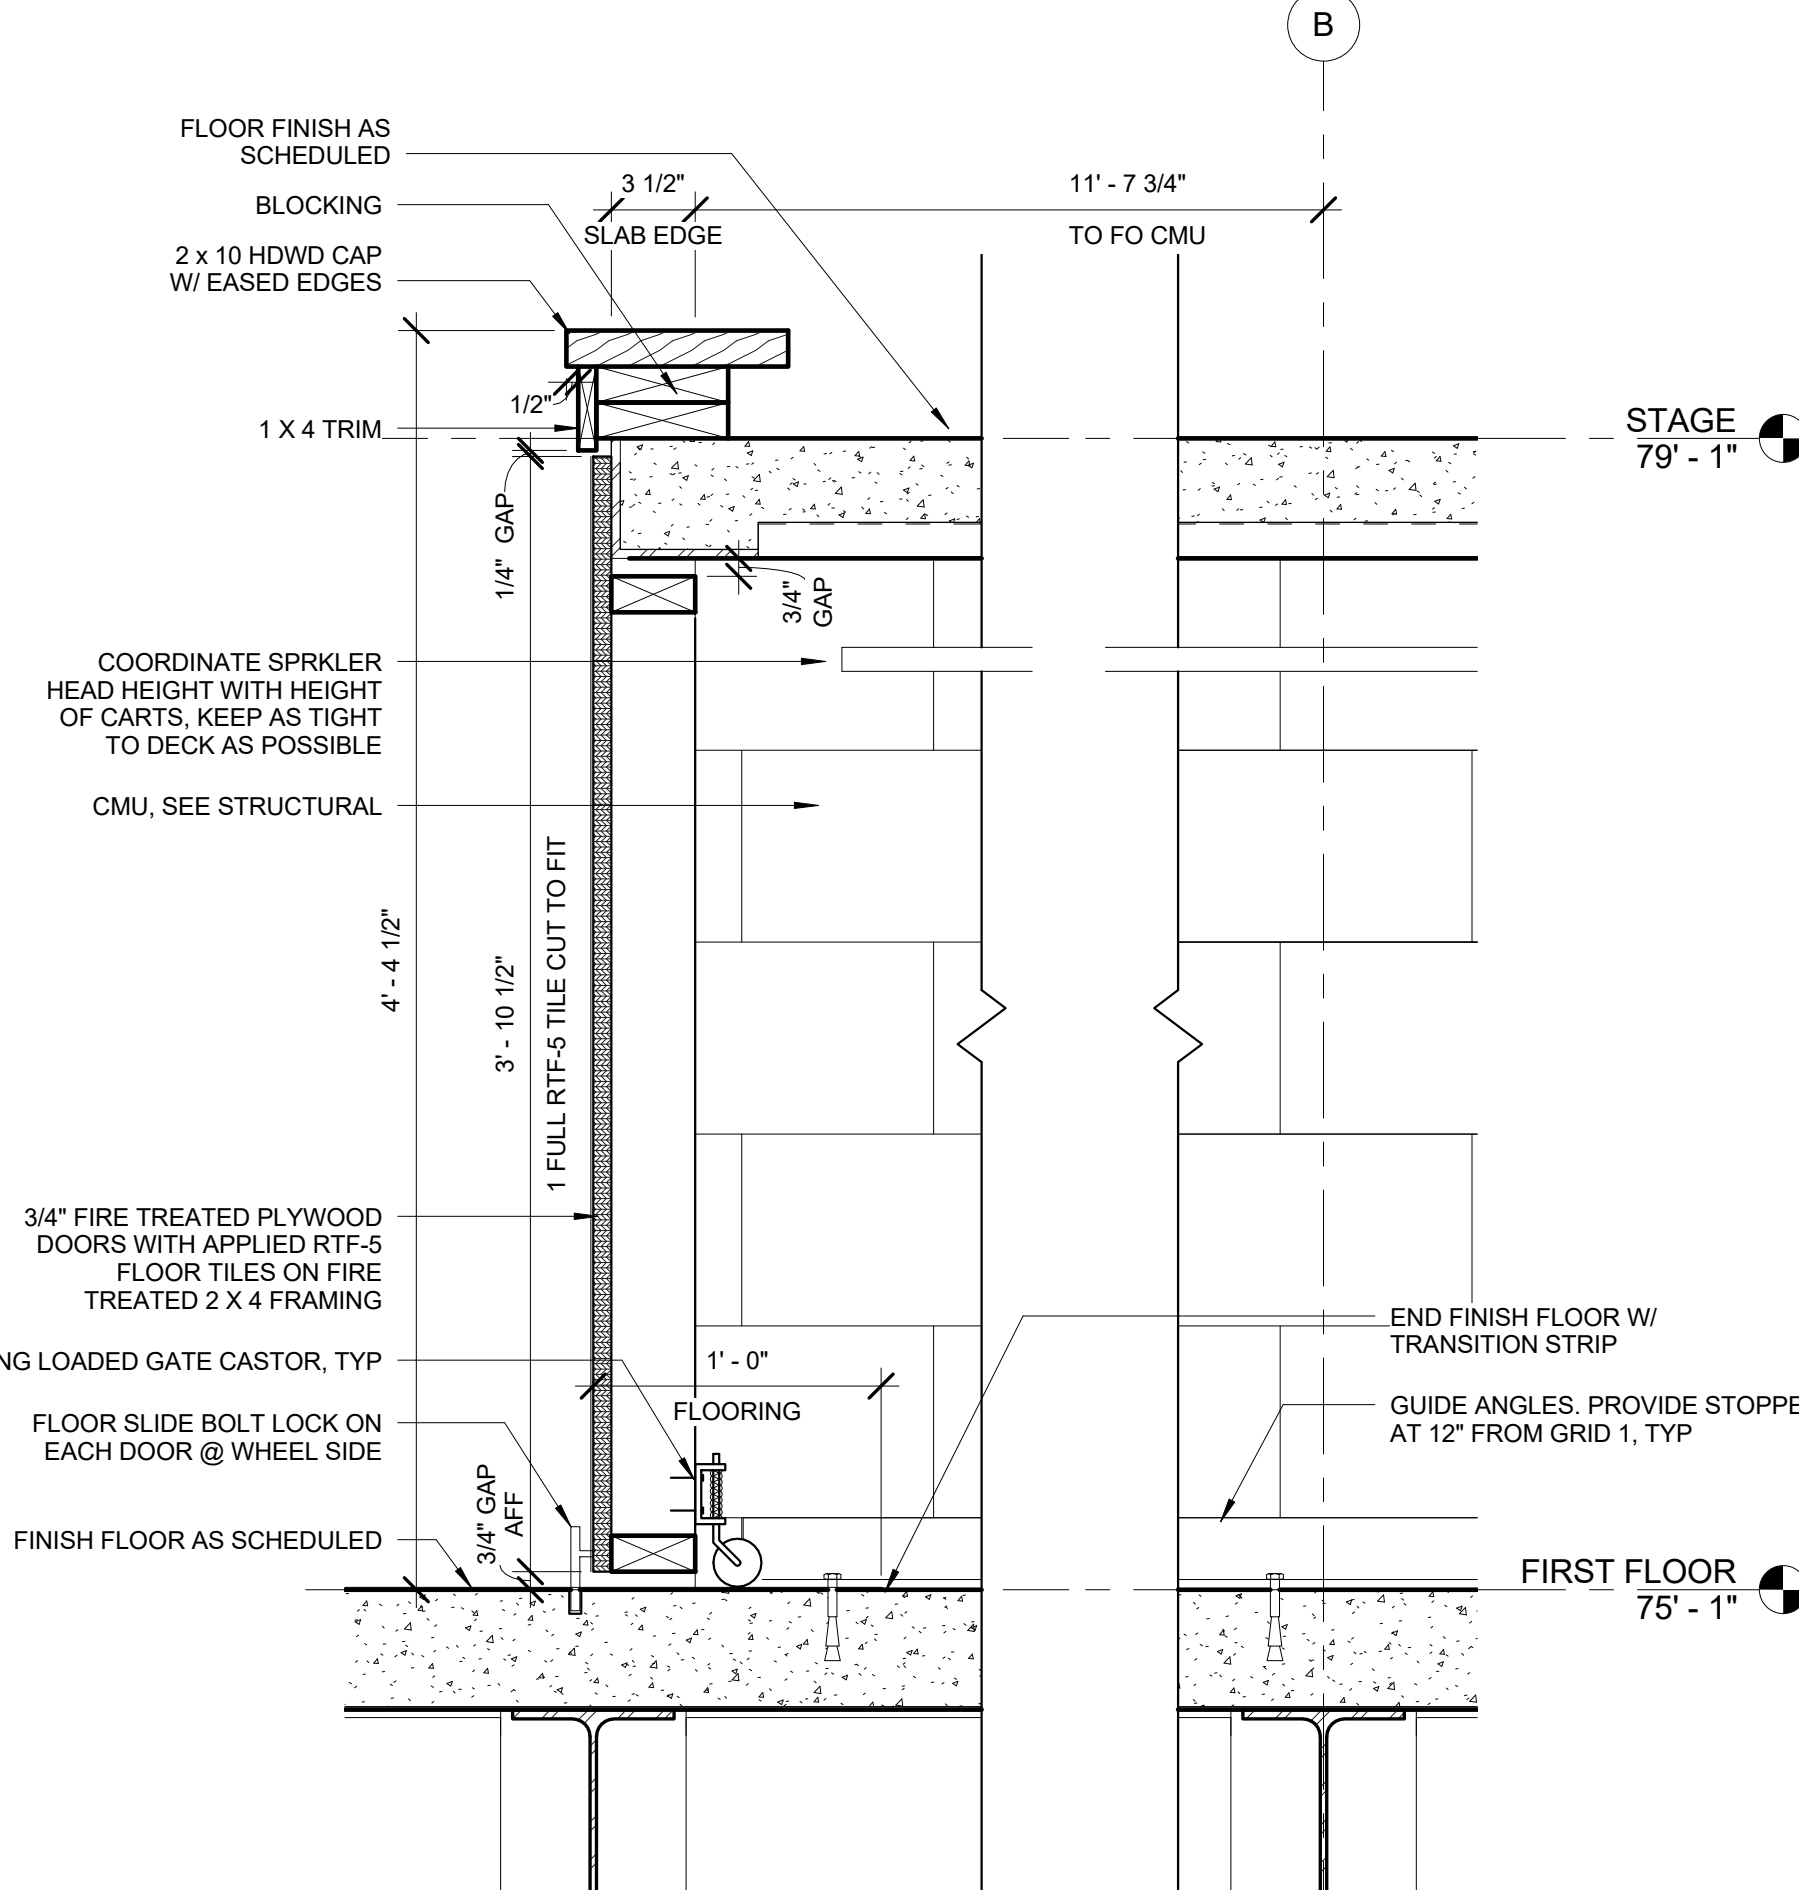 B
FLOOR FINISH AS
SCHEDULED
3 1/2"
11' - 7 3/4"
BLOCKING
SLAB EDGE
TO FO CMU
2 x 10 HDWD CAP
W/ EASED EDGES
1/2"
1 X 4 TRIM
STAGE
79' - 1"
1/4" GAP
3/4"
GAP
COORDINATE SPRKLER
HEAD HEIGHT WITH HEIGHT
OF CARTS, KEEP AS TIGHT
TO DECK AS POSSIBLE
CMU, SEE STRUCTURAL
4' - 4 1/2"
3' - 10 1/2"
1 FULL RTF-5 TILE CUT TO FIT
3/4" FIRE TREATED PLYWOOD
DOORS WITH APPLIED RTF-5
FLOOR TILES ON FIRE
TREATED 2 X 4 FRAMING
END FINISH FLOOR W/
TRANSITION STRIP
NG LOADED GATE CASTOR, TYP
1' - 0"
FLOORING
GUIDE ANGLES. PROVIDE STOPPE
AT 12" FROM GRID 1, TYP
FLOOR SLIDE BOLT LOCK ON
EACH DOOR @ WHEEL SIDE
3/4" GAP
AFF
FINISH FLOOR AS SCHEDULED
FIRST FLOOR
75' - 1"